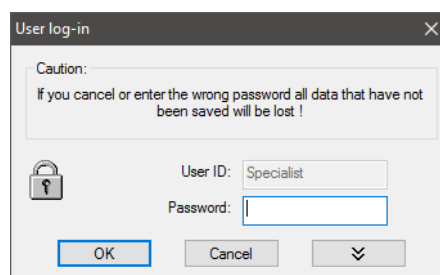 User log-in
Caution:
If you cancel or enter the wrong password all data that have not
been saved will be lost !
User ID: Specialist
Password:
OK Cancel